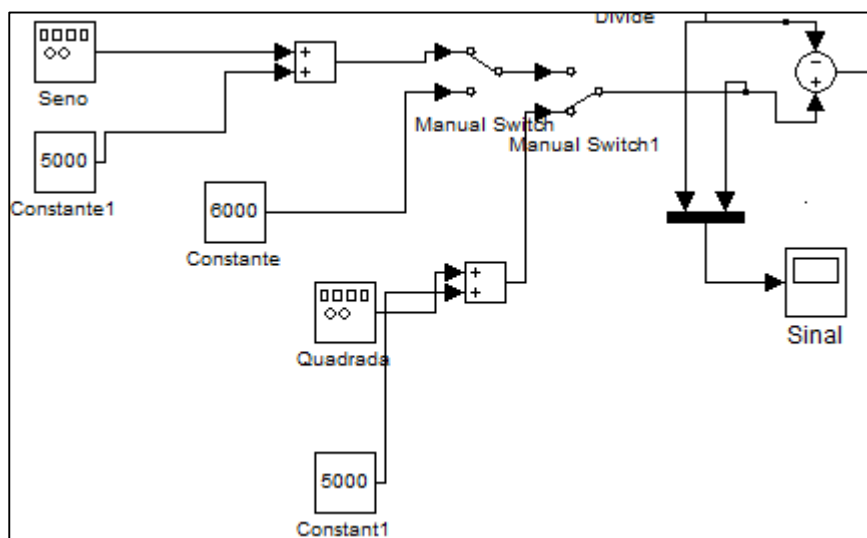 Divide
+
+
Seno
5000
Constante1
Manual Switch
Manual Switch1
−
+
6000
Constante
+
+
Quadrada
Sinal
5000
Constant1